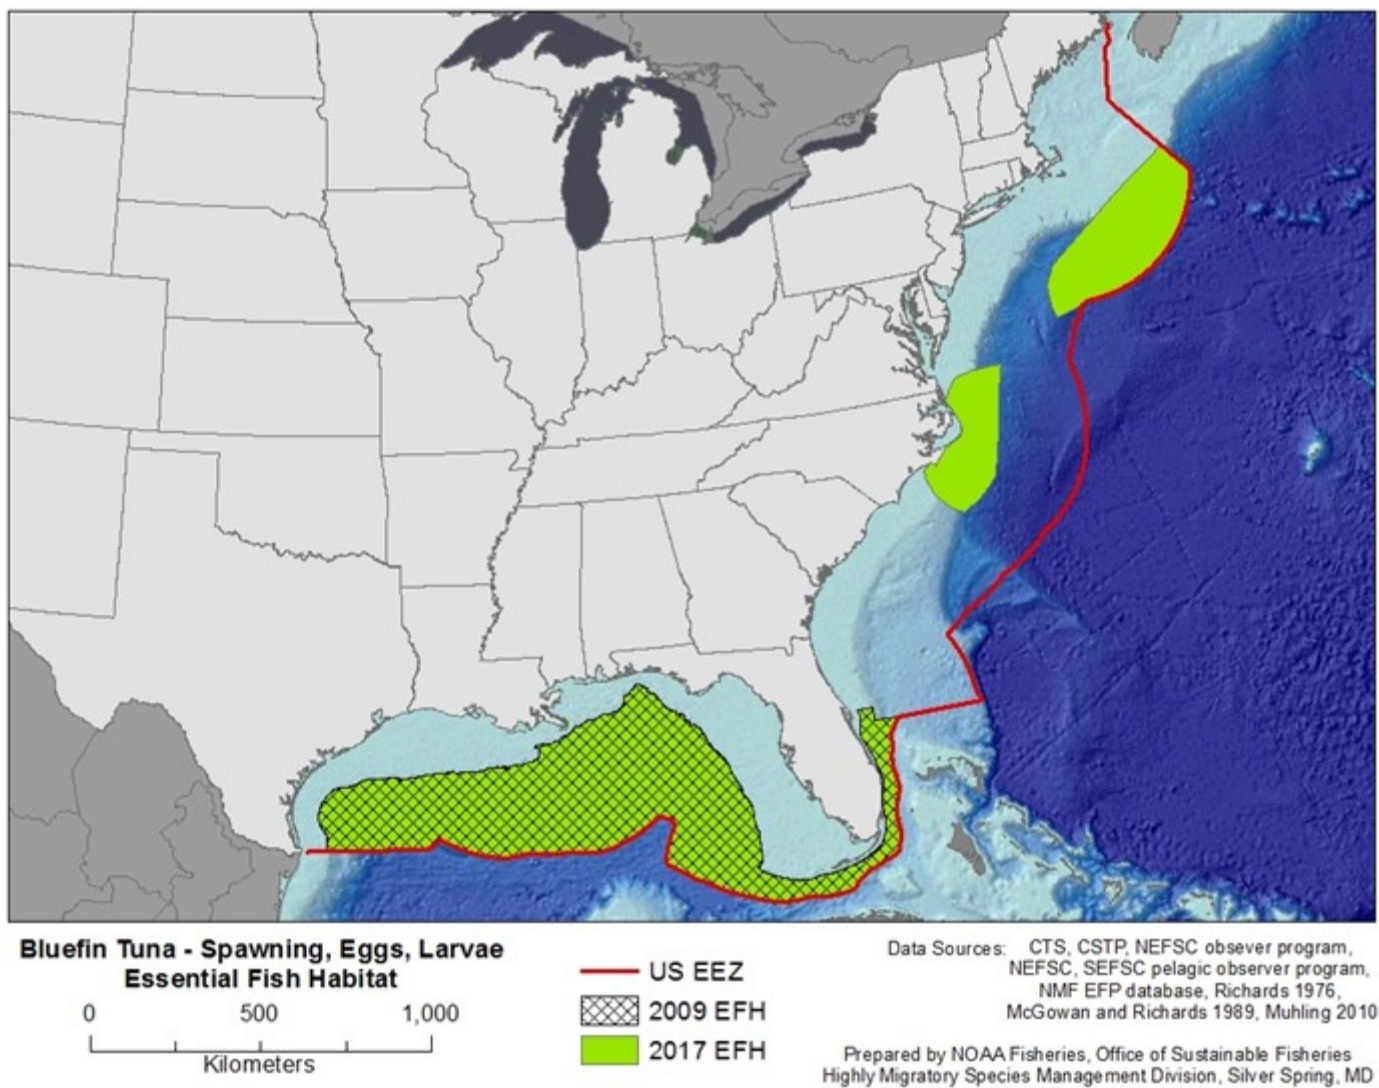 Bluefin Tuna - Spawning, Eggs, Larvae
Essential Fish Habitat
0 500 1,000
Kilometers
US EEZ
2009 EFH
2017 EFH
Data Sources: CTS, CSTP, NEFSC obsever program,
NEFSC, SEFSC pelagic observer program,
NMF EFP database, Richards 1976,
McGowan and Richards 1989, Muhling 2010
Prepared by NOAA Fisheries, Office of Sustainable Fisheries
Highly Migratory Species Management Division, Silver Spring, MD